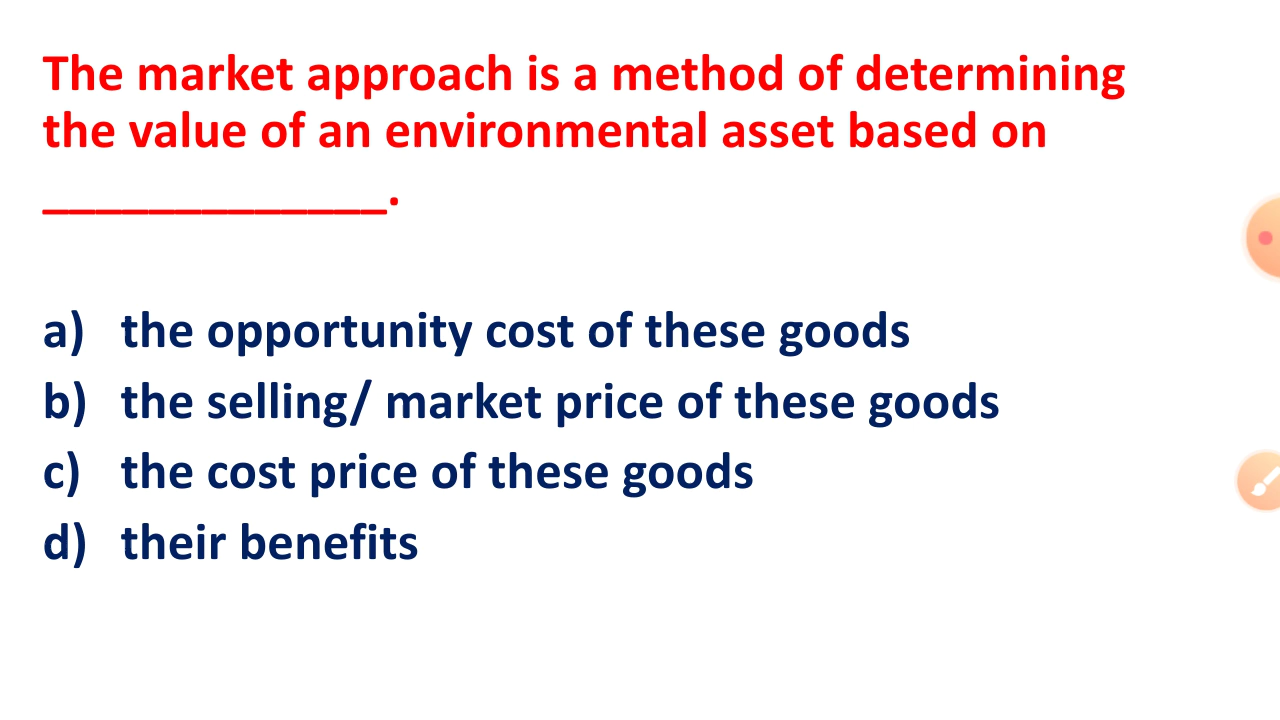 The market approach is a method of determining
the value of an environmental asset based on
_____________.
a) the opportunity cost of these goods
b) the selling/ market price of these goods
c) the cost price of these goods
d) their benefits